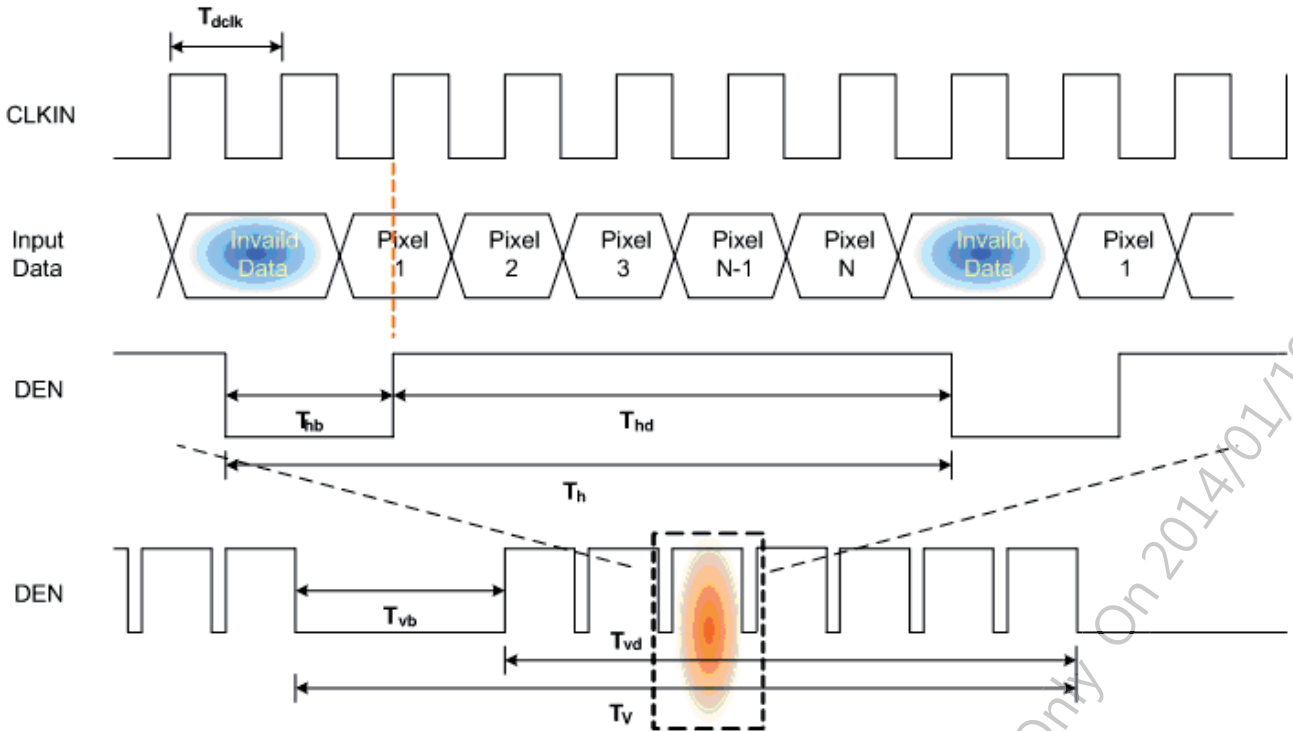 Tdclk
CLKIN
Input
Data
Invaild
Data
Pixel
1
Pixel
2
Pixel
3
Pixel
N-1
Pixel
N
Invaild
Data
Pixel
1
DEN
Thb
Thd
Th
DEN
Tvb
Tvd
TV
Only On 2014/01/1